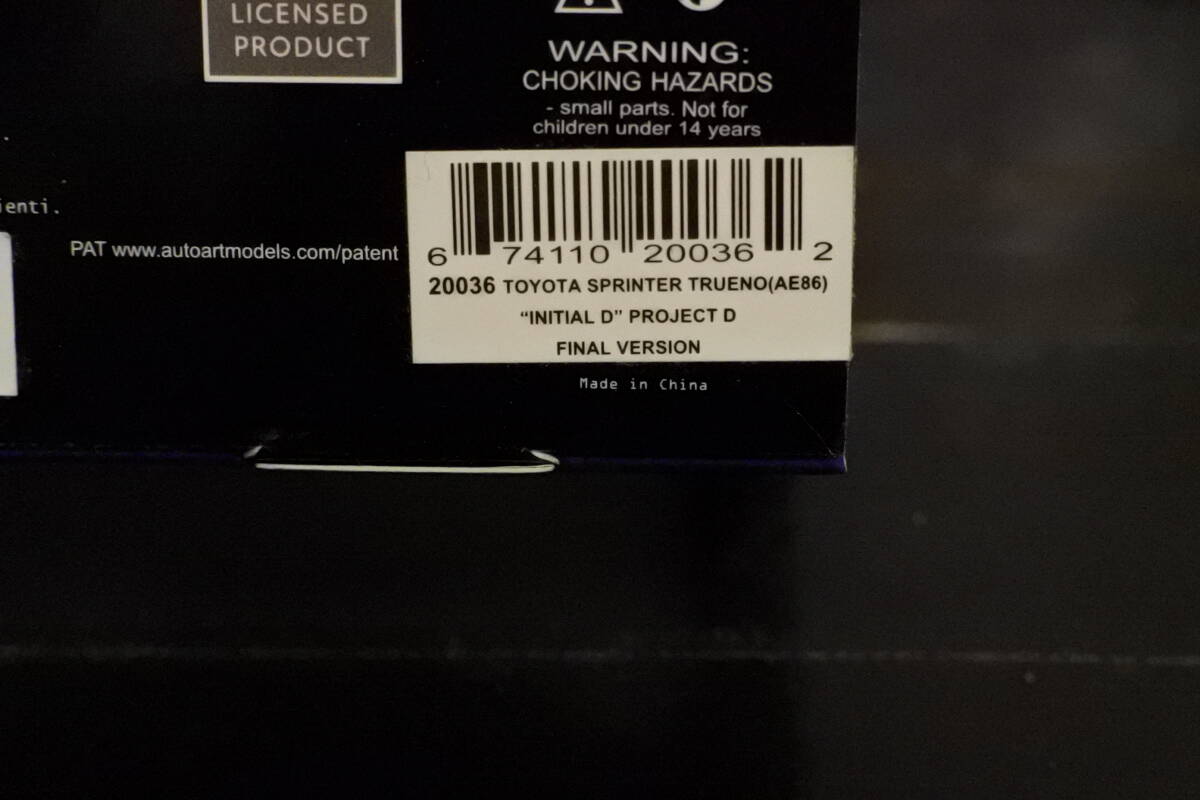 LICENSED
PRODUCT
WARNING:
CHOKING HAZARDS
- small parts. Not for
children under 14 years
PAT www.autoartmodels.com/patent
6 74110 20036 2
20036 TOYOTA SPRINTER TRUENO(AE86)
“INITIAL D” PROJECT D
FINAL VERSION
Made in China